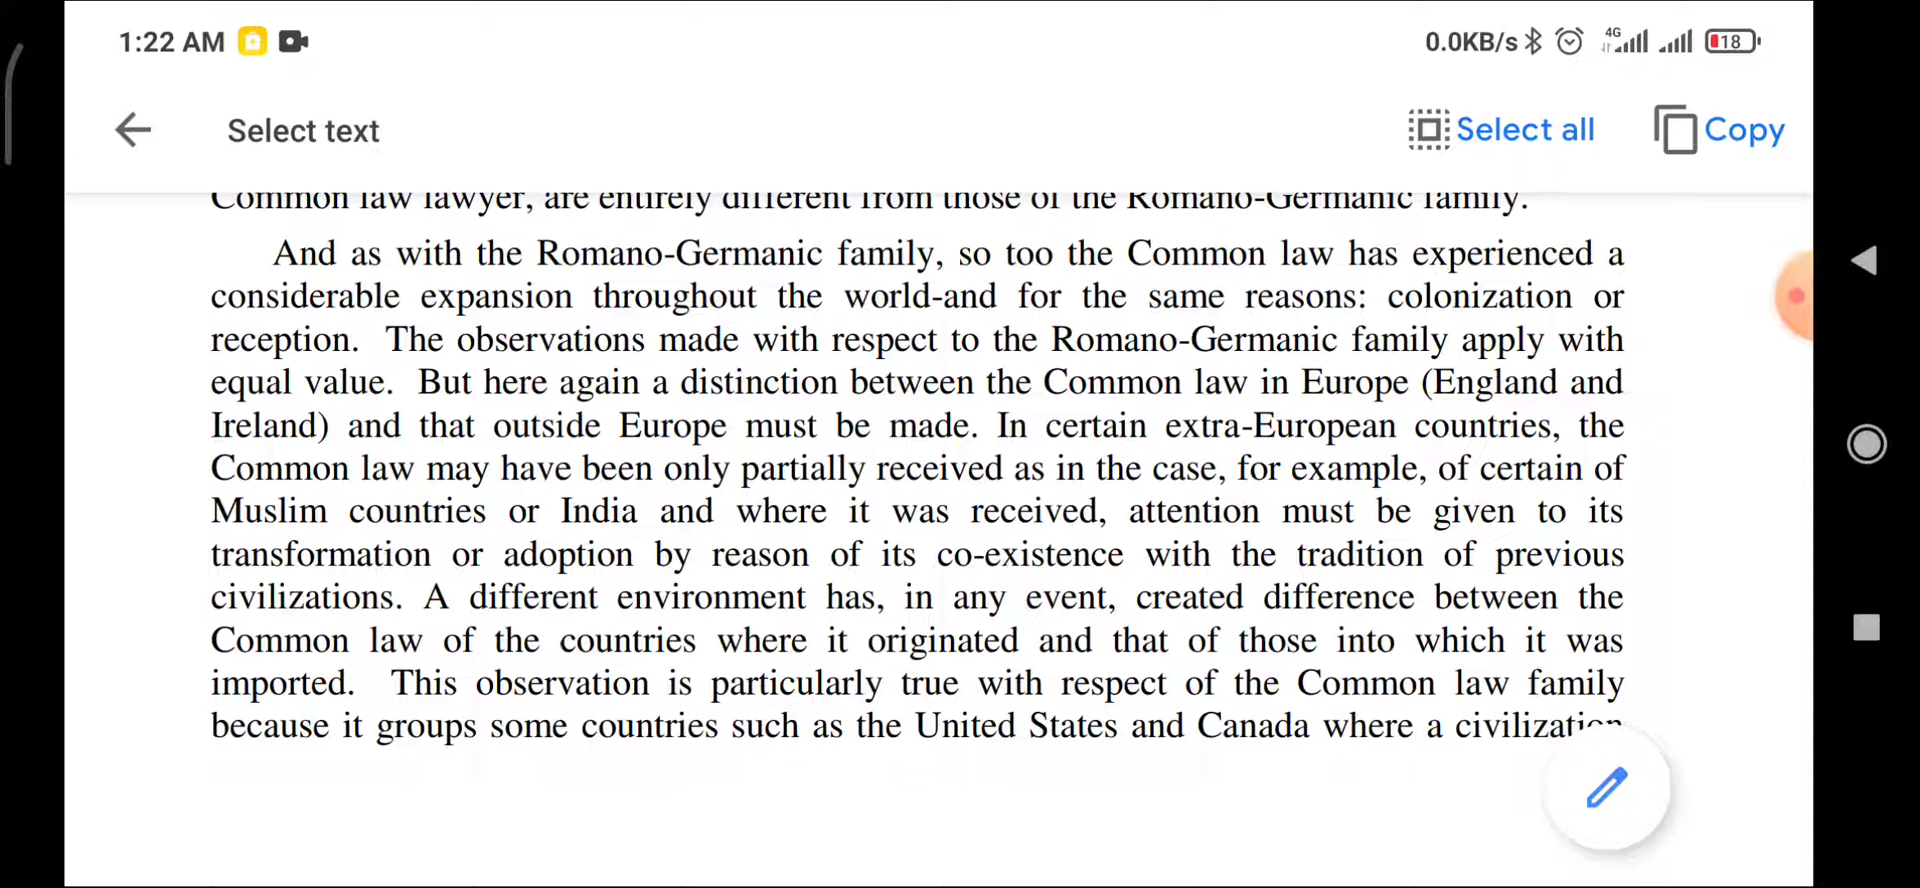 1:22 AM
0.0KB/s 4G 18
Select text
Select all
Copy
Common law lawyer, are entirely different from those of the Romano-Germanic family.
And as with the Romano-Germanic family, so too the Common law has experienced a
considerable expansion throughout the world-and for the same reasons: colonization or
reception. The observations made with respect to the Romano-Germanic family apply with
equal value. But here again a distinction between the Common law in Europe (England and
Ireland) and that outside Europe must be made. In certain extra-European countries, the
Common law may have been only partially received as in the case, for example, of certain of
Muslim countries or India and where it was received, attention must be given to its
transformation or adoption by reason of its co-existence with the tradition of previous
civilizations. A different environment has, in any event, created difference between the
Common law of the countries where it originated and that of those into which it was
imported. This observation is particularly true with respect of the Common law family
because it groups some countries such as the United States and Canada where a civilization